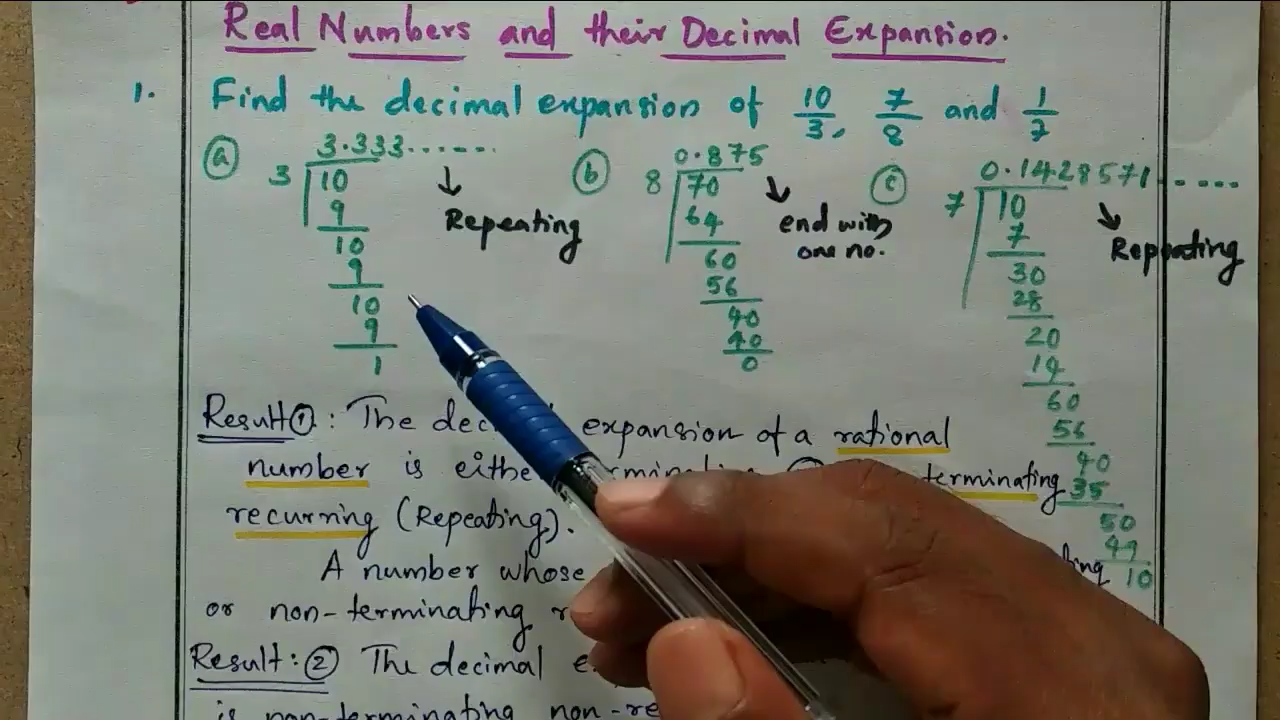 Real Numbers and their Decimal Expansion.
1. Find the decimal expansion of 10/3, 7/8 and 1/7
(a)
3.333......
3
10
9
10
9
10
9
1
↓
Repeating
(b)
0.875
8
70
64
60
56
40
40
0
↓
end with
one no.
(c)
0.1428571....
7
10
7
30
28
20
14
60
56
40
35
50
49
10
↓
Repeating
Result ①: The expansion of a rational
number is terminating
recurring (Repeating).
A number whose
or non-terminating
Result: ② The decimal
is non-terminating